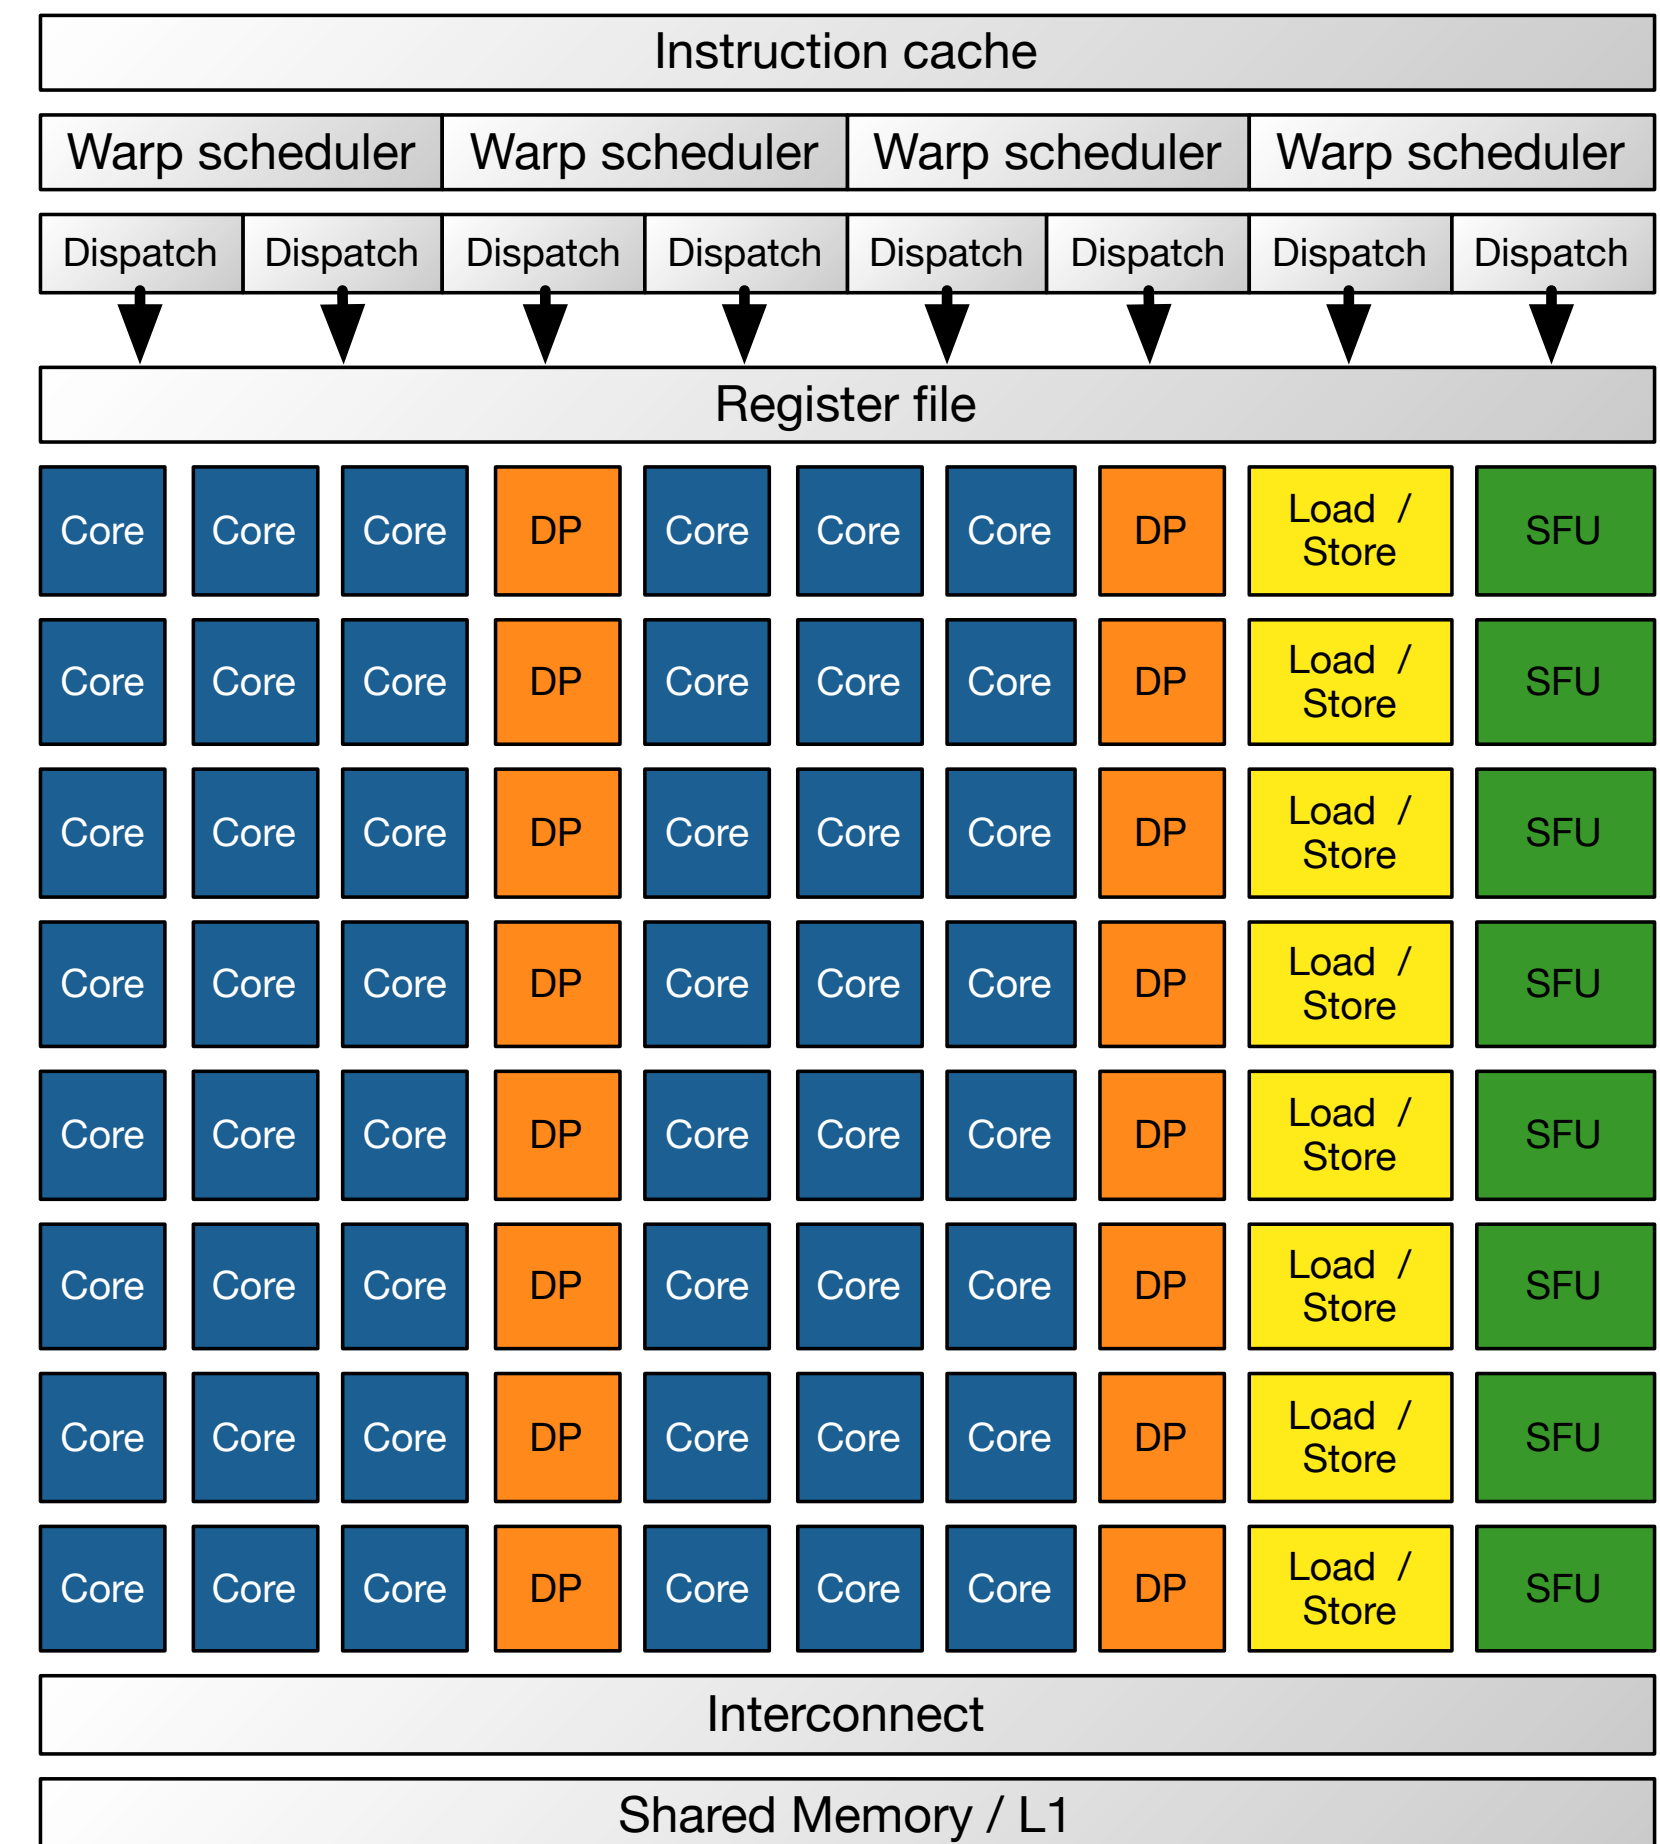 Instruction cache
Warp scheduler Warp scheduler Warp scheduler Warp scheduler
Dispatch Dispatch Dispatch Dispatch Dispatch Dispatch Dispatch Dispatch
Register file
Core Core Core DP Core Core Core DP Load / Store SFU
Core Core Core DP Core Core Core DP Load / Store SFU
Core Core Core DP Core Core Core DP Load / Store SFU
Core Core Core DP Core Core Core DP Load / Store SFU
Core Core Core DP Core Core Core DP Load / Store SFU
Core Core Core DP Core Core Core DP Load / Store SFU
Core Core Core DP Core Core Core DP Load / Store SFU
Core Core Core DP Core Core Core DP Load / Store SFU
Interconnect
Shared Memory / L1